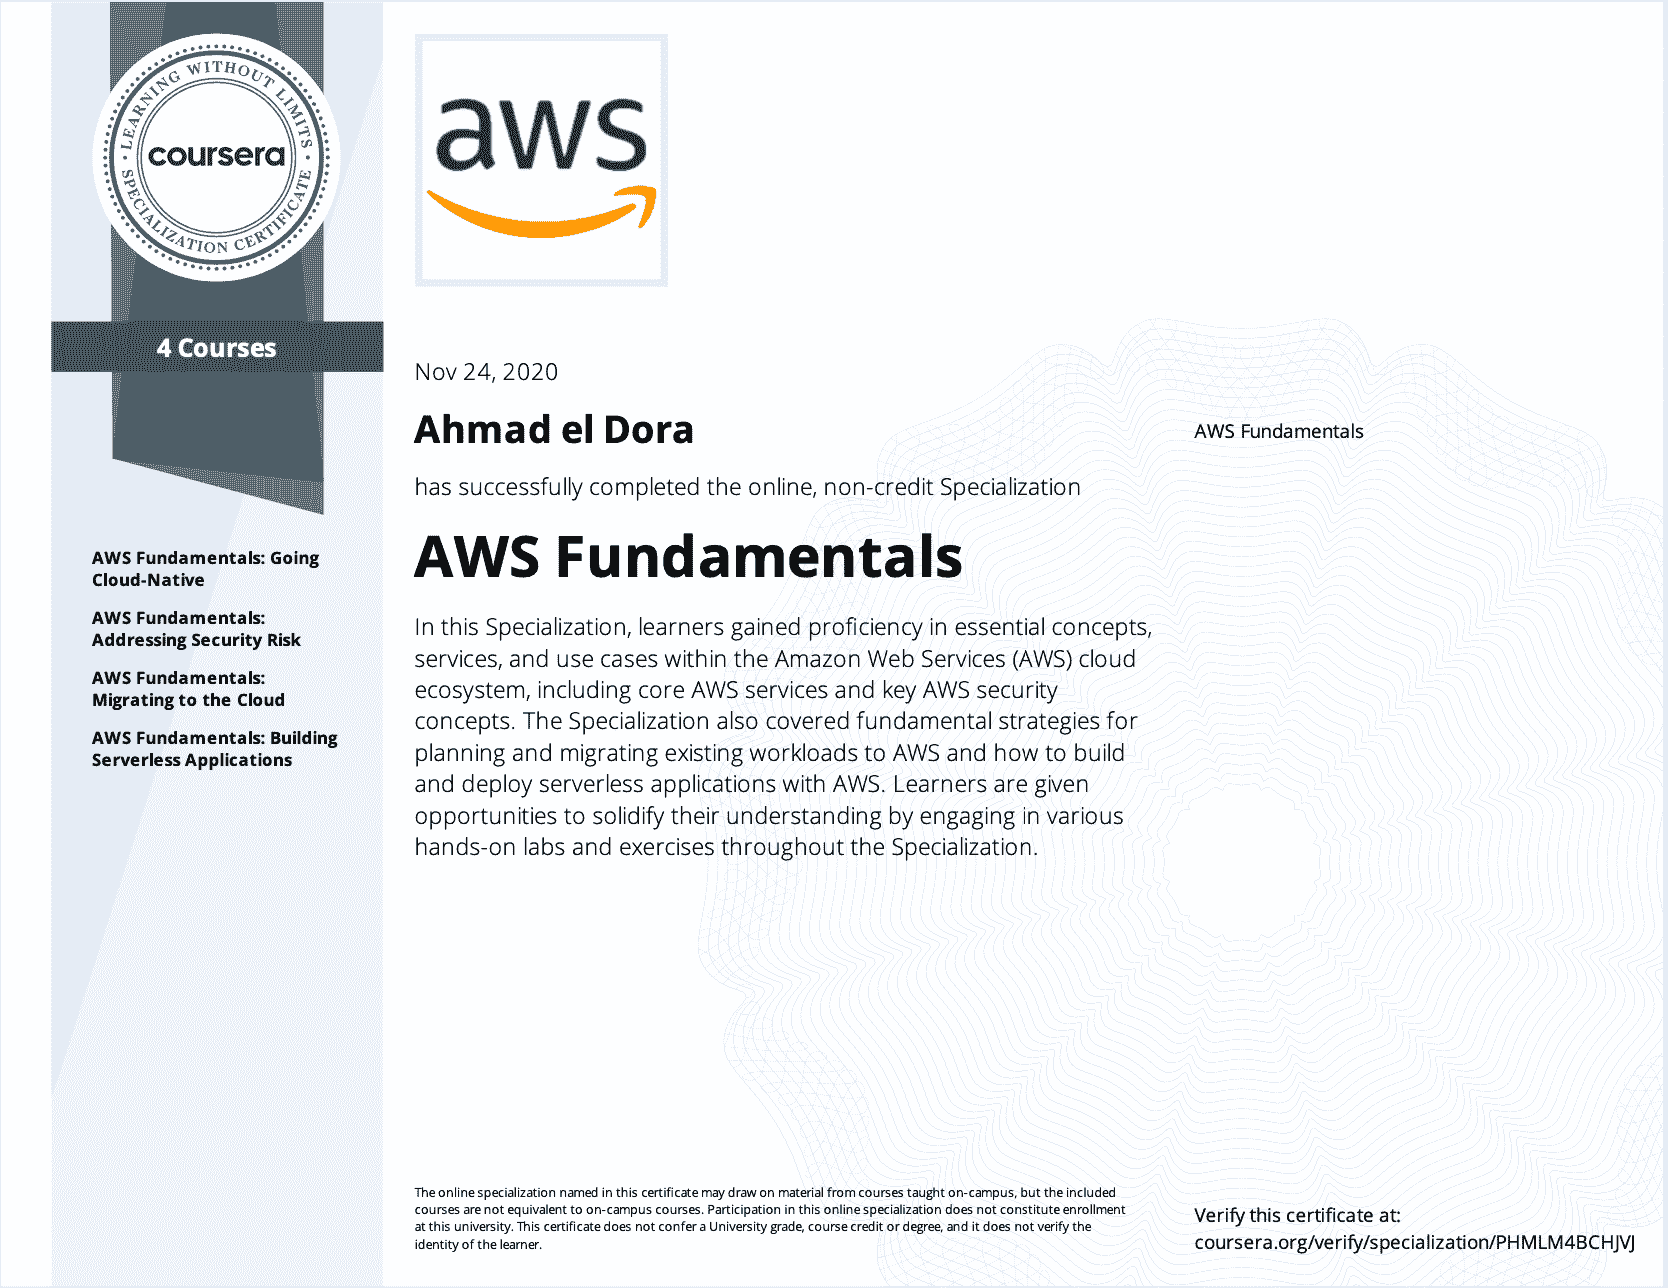 LEARNING WITHOUT LIMITS
coursera
SPECIALIZATION CERTIFICATE
4 Courses
AWS Fundamentals: Going
Cloud-Native
AWS Fundamentals:
Addressing Security Risk
AWS Fundamentals:
Migrating to the Cloud
AWS Fundamentals: Building
Serverless Applications
aws
Nov 24, 2020
Ahmad el Dora
has successfully completed the online, non-credit Specialization
AWS Fundamentals
In this Specialization, learners gained proficiency in essential concepts,
services, and use cases within the Amazon Web Services (AWS) cloud
ecosystem, including core AWS services and key AWS security
concepts. The Specialization also covered fundamental strategies for
planning and migrating existing workloads to AWS and how to build
and deploy serverless applications with AWS. Learners are given
opportunities to solidify their understanding by engaging in various
hands-on labs and exercises throughout the Specialization.
AWS Fundamentals
The online specialization named in this certificate may draw on material from courses taught on-campus, but the included
courses are not equivalent to on-campus courses. Participation in this online specialization does not constitute enrollment
at this university. This certificate does not confer a University grade, course credit or degree, and it does not verify the
identity of the learner.
Verify this certificate at:
coursera.org/verify/specialization/PHMLM4BCHJVJ